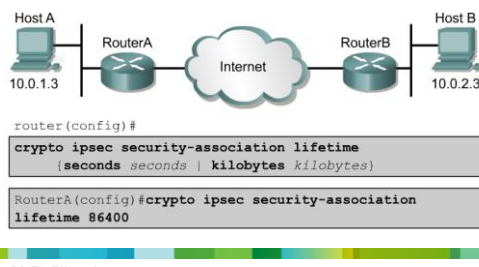 Host A
Host B
RouterA
RouterB
Internet
10.0.1.3
10.0.2.3
router(config)#
crypto ipsec security-association lifetime
{seconds seconds | kilobytes kilobytes}
RouterA(config)#crypto ipsec security-association
lifetime 86400